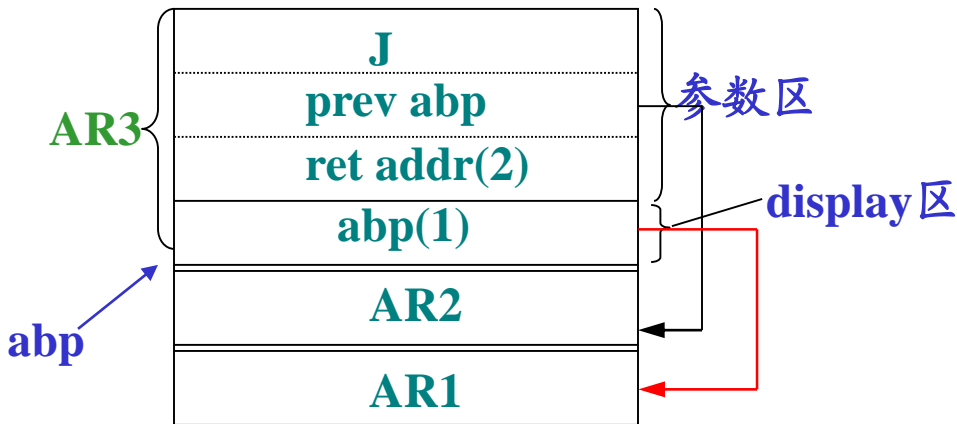 J
prev abp
参数区
AR3
ret addr(2)
display区
abp(1)
AR2
abp
AR1